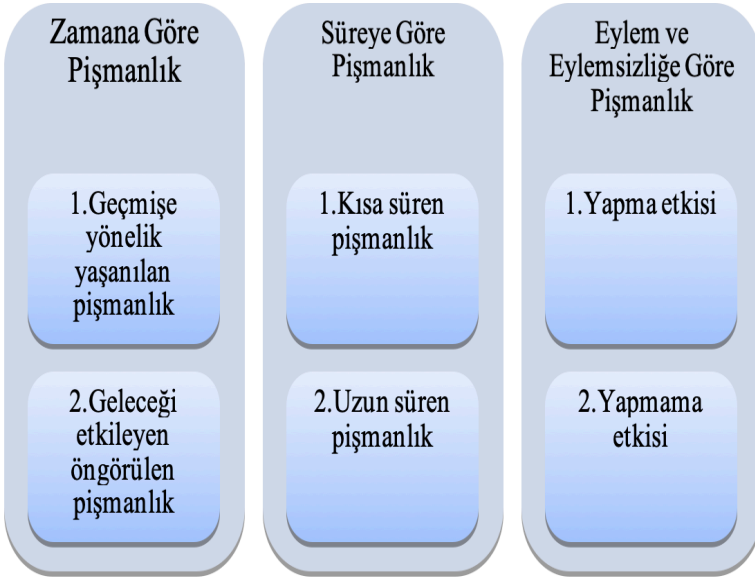 Zamana Göre
Pişmanlık
1.Geçmişe
yönelik
yaşanılan
pişmanlık
2.Geleceği
etkileyen
öngörülen
pişmanlık
Süreye Göre
Pişmanlık
1.Kısa süren
pişmanlık
2.Uzun süren
pişmanlık
Eylem ve
Eylemsizliğe Göre
Pişmanlık
1.Yapma etkisi
2.Yapmama
etkisi